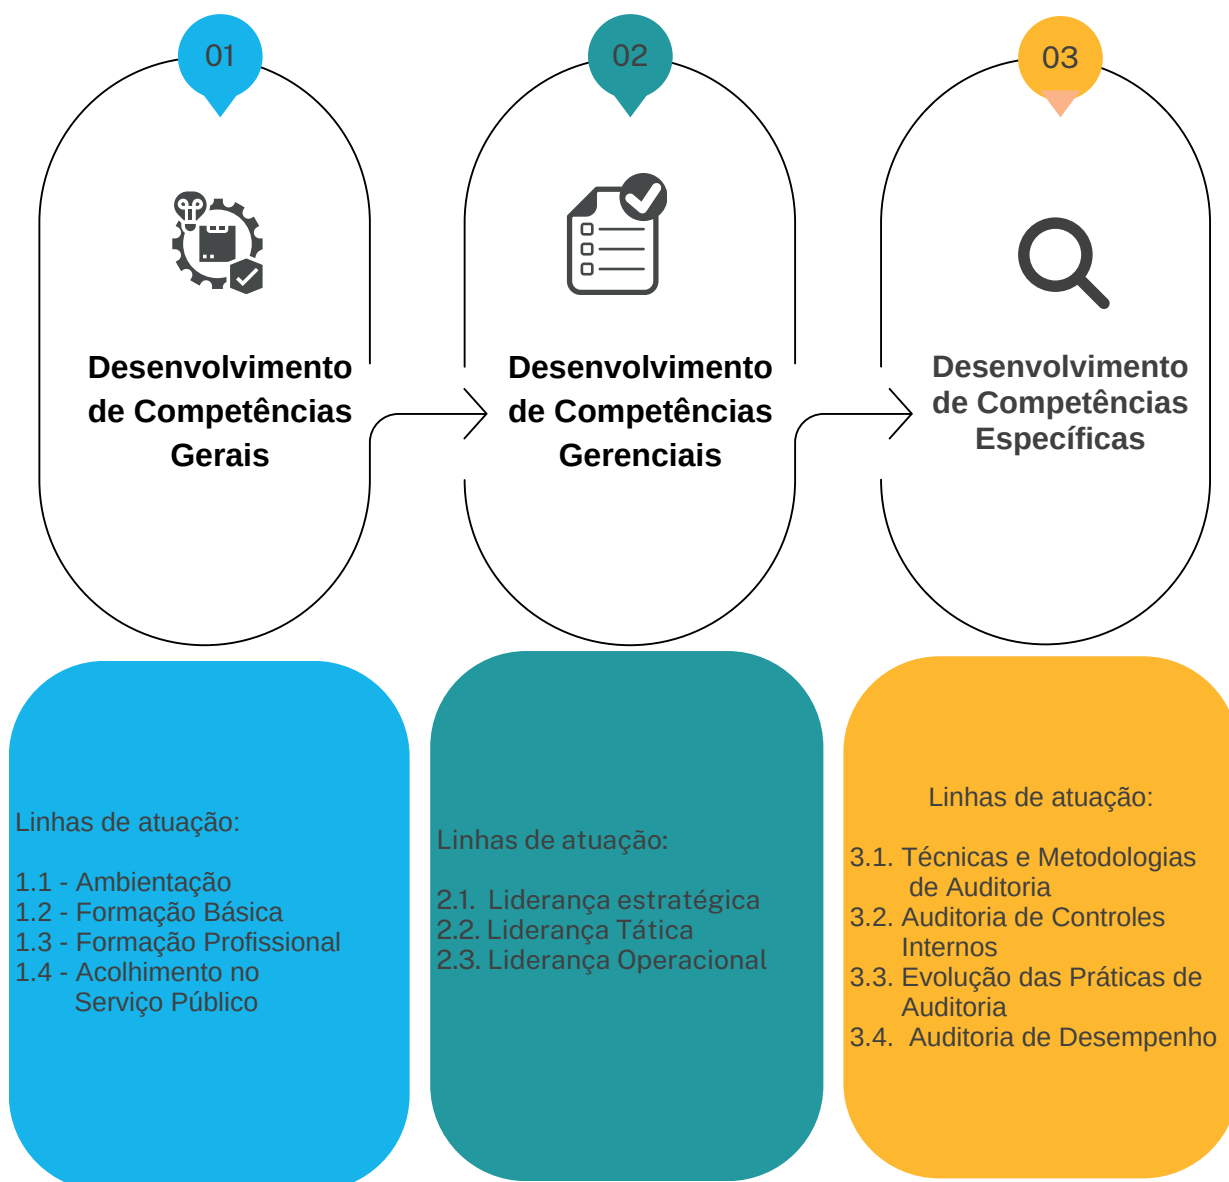 01
Desenvolvimento
de Competências
Gerais
02
Desenvolvimento
de Competências
Gerenciais
03
Desenvolvimento
de Competências
Específicas
Linhas de atuação:
1.1 - Ambientação
1.2 - Formação Básica
1.3 - Formação Profissional
1.4 - Acolhimento no
Serviço Público
Linhas de atuação:
2.1. Liderança estratégica
2.2. Liderança Tática
2.3. Liderança Operacional
Linhas de atuação:
3.1. Técnicas e Metodologias
de Auditoria
3.2. Auditoria de Controles
Internos
3.3. Evolução das Práticas de
Auditoria
3.4. Auditoria de Desempenho